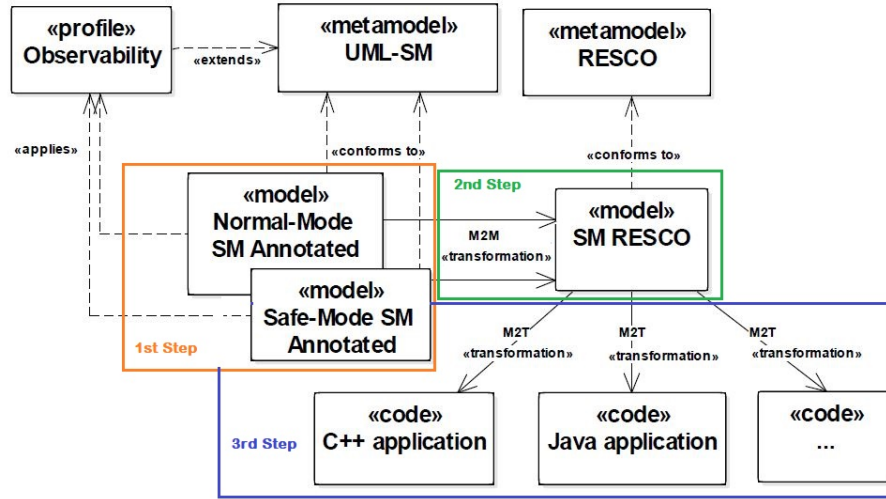 «profile»
Observability
«extends»
«metamodel»
UML-SM
«metamodel»
RESCO
«applies»
«conforms to»
«conforms to»
2nd Step
«model»
Normal-Mode
SM Annotated
M2M
«transformation»
«model»
SM RESCO
«model»
Safe-Mode SM
Annotated
1st Step
M2T
«transformation»
M2T
«transformation»
M2T
«transformation»
«code»
C++ application
«code»
Java application
«code»
...
3rd Step